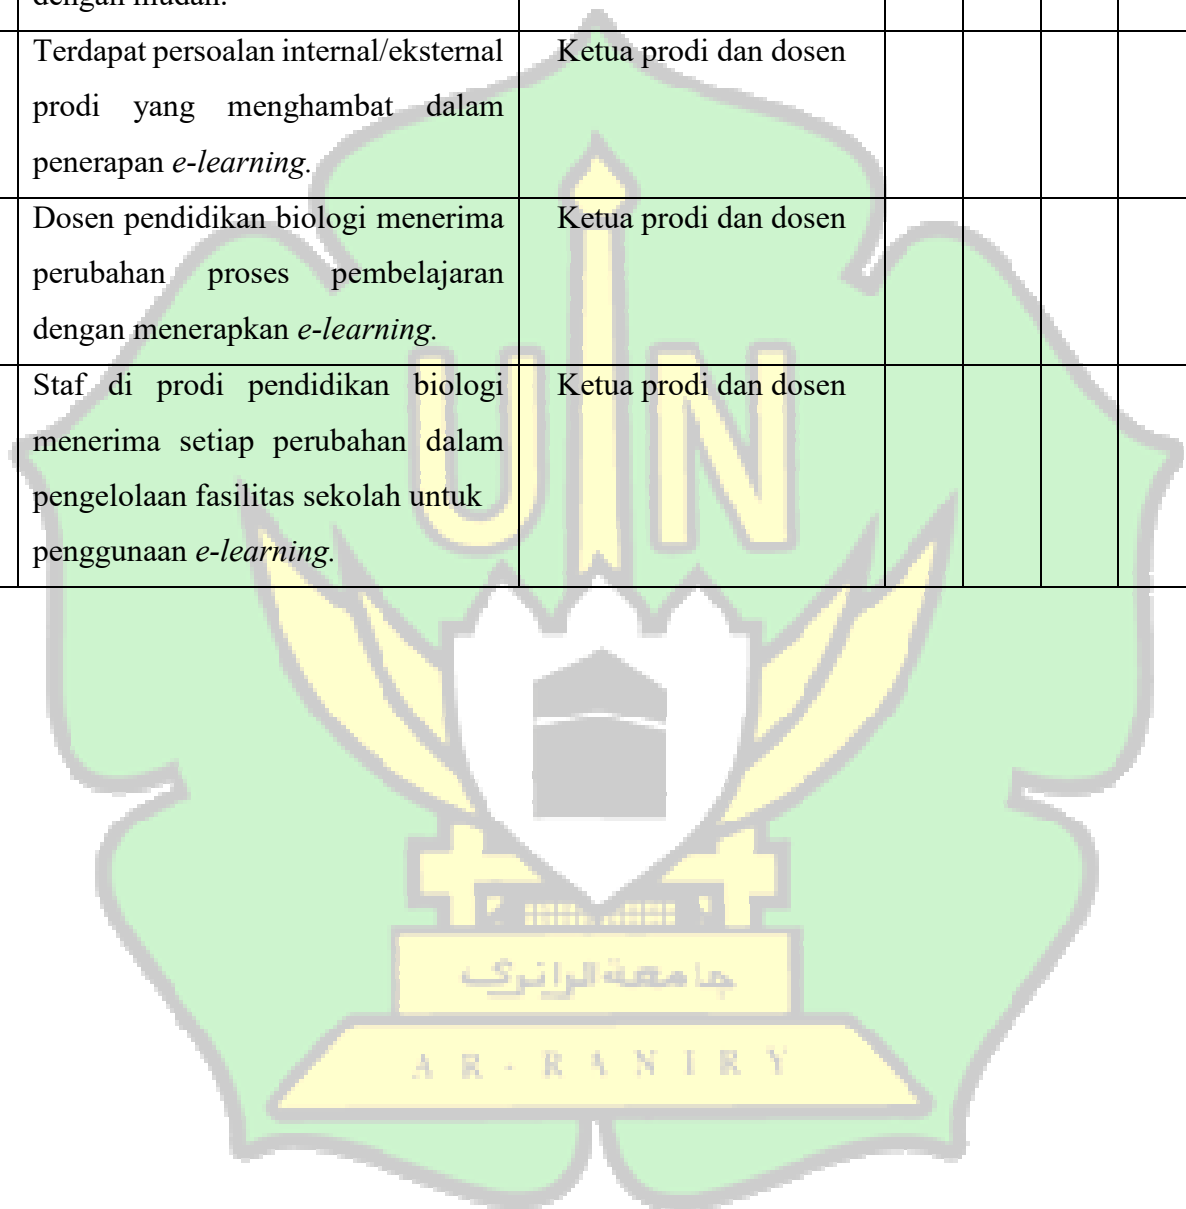 Terdapat persoalan internal/eksternal
prodi yang menghambat dalam
penerapan e-learning.
Ketua prodi dan dosen
Dosen pendidikan biologi menerima
perubahan proses pembelajaran
dengan menerapkan e-learning.
Ketua prodi dan dosen
Staf di prodi pendidikan biologi
menerima setiap perubahan dalam
pengelolaan fasilitas sekolah untuk
penggunaan e-learning.
Ketua prodi dan dosen
UIN
جامعة الرانري
AR-RANIRY